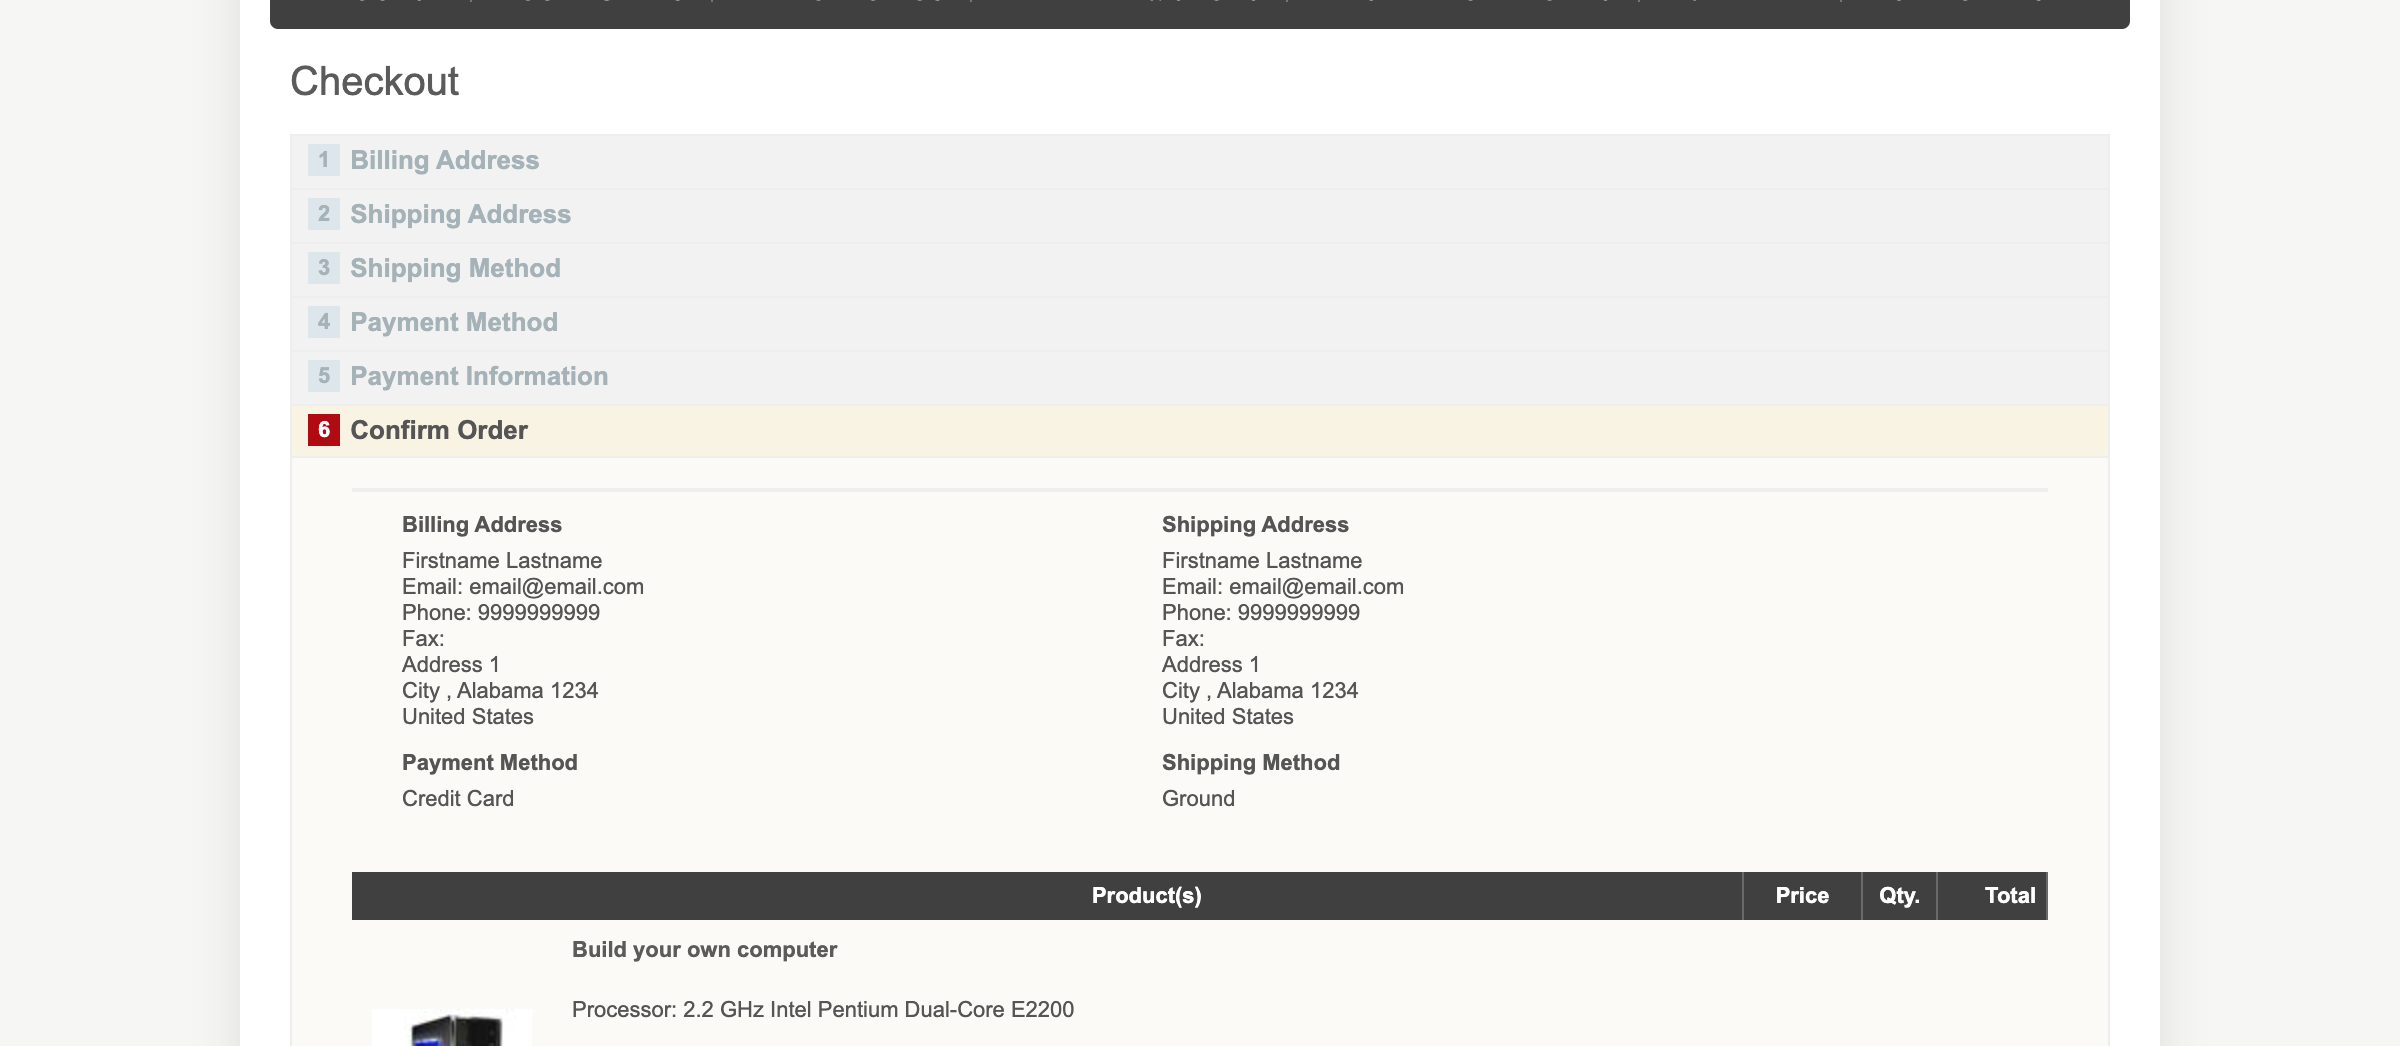 Checkout
1 Billing Address
2 Shipping Address
3 Shipping Method
4 Payment Method
5 Payment Information
6 Confirm Order
Billing Address
Firstname Lastname
Email: email@email.com
Phone: 9999999999
Fax:
Address 1
City , Alabama 1234
United States
Payment Method
Credit Card
Shipping Address
Firstname Lastname
Email: email@email.com
Phone: 9999999999
Fax:
Address 1
City , Alabama 1234
United States
Shipping Method
Ground
Product(s) Price Qty. Total
Build your own computer
Processor: 2.2 GHz Intel Pentium Dual-Core E2200